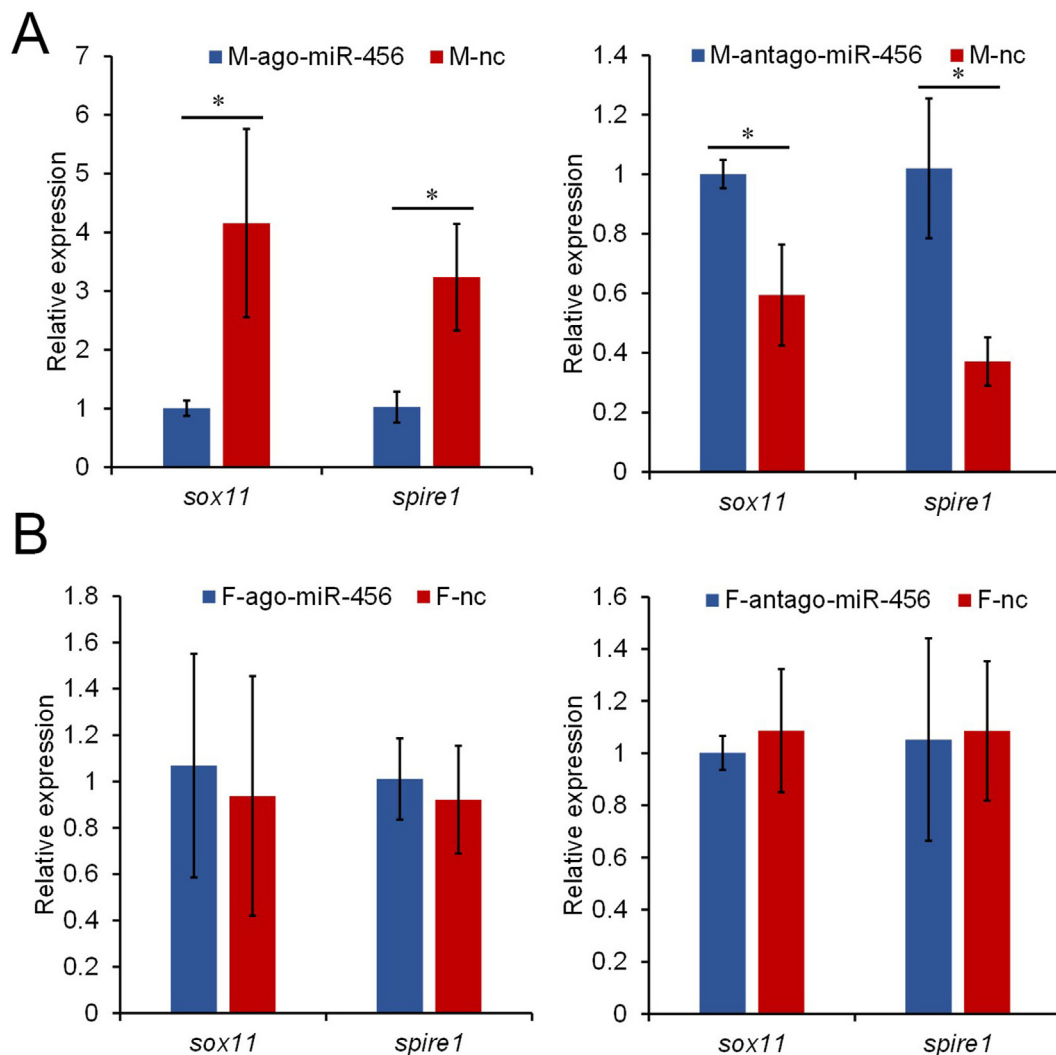 A
M-ago-miR-456 M-nc
Relative expression
7
6
5
4
3
2
1
0
*
*
sox11 spire1
M-antago-miR-456 M-nc
Relative expression
1.4
1.2
1
0.8
0.6
0.4
0.2
0
*
*
sox11 spire1
B
F-ago-miR-456 F-nc
Relative expression
1.8
1.6
1.4
1.2
1
0.8
0.6
0.4
0.2
0
sox11 spire1
F-antago-miR-456 F-nc
Relative expression
1.6
1.4
1.2
1
0.8
0.6
0.4
0.2
0
sox11 spire1